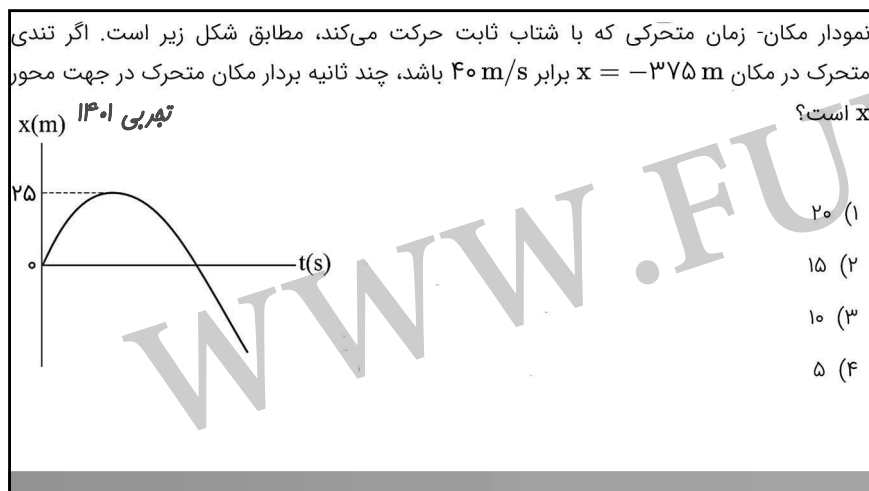 نمودار مکان- زمان متحرکی که با شتاب ثابت حرکت می‌کند، مطابق شکل زیر است. اگر تندی
متحرک در مکان x = −۳۷۵ m برابر ۴۰ m/s باشد، چند ثانیه بردار مکان متحرک در جهت محور
x است؟
تجربی ۱۴۰۱
x(m)
۲۵
۰
t(s)
۱) ۲۰
۲) ۱۵
۳) ۱۰
۴) ۵
WWW.FU